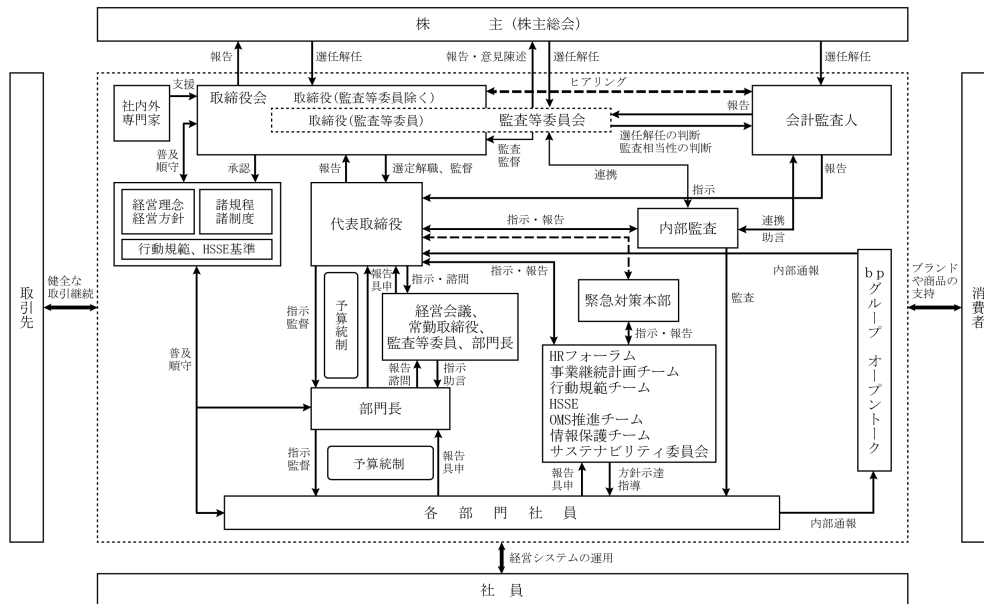 株　主（株主総会）
報告
選任解任
報告・意見陳述
選任解任
選任解任
ヒアリング
支援
社内外
専門家
取締役会
取締役(監査等委員除く)
取締役(監査等委員)
監査等委員会
会計監査人
報告
選任解任の判断
監査相当性の判断
普及
順守
承認
報告
選定解職、監督
監査
監督
連携
指示
報告
経営理念
経営方針
諸規程
諸制度
行動規範、HSSE基準
代表取締役
指示・報告
内部監査
連携
助言
内部通報
取引先
健全な
取引継続
ブランド
や商品の
支持
消費者
bpグループ　オープントーク
指示
監督
予算統制
報告
具申
指示・諮問
指示・報告
緊急対策本部
監査
経営会議、
常勤取締役、
監査等委員、部門長
指示・報告
普及
順守
報告
諮問
指示
助言
HRフォーラム
事業継続計画チーム
行動規範チーム
HSSE
OMS推進チーム
情報保護チーム
サステナビリティ委員会
部門長
指示
監督
予算統制
報告
具申
報告
具申
方針示達
指導
各部門社員
内部通報
経営システムの運用
社員